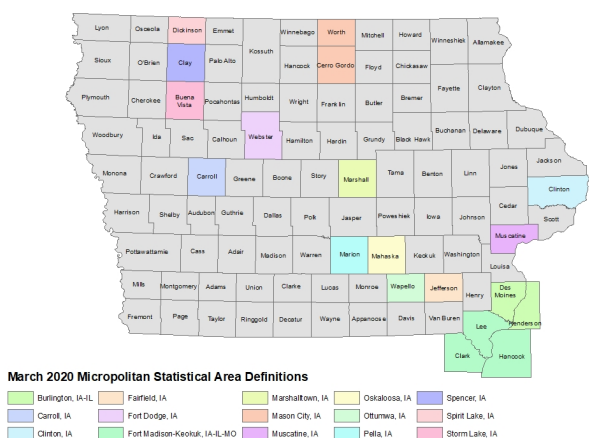 Lyon Osceola Dickinson Emmet Winnebago Worth Mitchell Howard Winneshiek Allamakee
Kossuth
Sioux O'Brien Clay Palo Alto Hancock Cerro Gordo Floyd Chickasaw
Fayette Clayton
Plymouth Cherokee Buena Vista Pocahontas Humboldt Wright Franklin Butler Bremer
Woodbury Ida Sac Calhoun Webster Hamilton Hardin Grundy Black Hawk Buchanan Delaware Dubuque
Monona Crawford Carroll Greene Boone Story Marshall Tama Benton Linn Jones Jackson
Clinton
Harrison Shelby Audubon Guthrie Dallas Polk Jasper Poweshiek Iowa Johnson Cedar Scott
Muscatine
Pottawattamie Cass Adair Madison Warren Marion Mahaska Keokuk Washington
Louisa
Mills Montgomery Adams Union Clarke Lucas Monroe Wapello Jefferson Henry Des Moines
Fremont Page Taylor Ringgold Decatur Wayne Appanoose Davis Van Buren Lee Henderson
Clark Hancock
March 2020 Micropolitan Statistical Area Definitions
Burlington, IA-IL Fairfield, IA Marshalltown, IA Oskaloosa, IA Spencer, IA
Carroll, IA Fort Dodge, IA Mason City, IA Ottumwa, IA Spirit Lake, IA
Clinton, IA Fort Madison-Keokuk, IA-IL-MO Muscatine, IA Pella, IA Storm Lake, IA